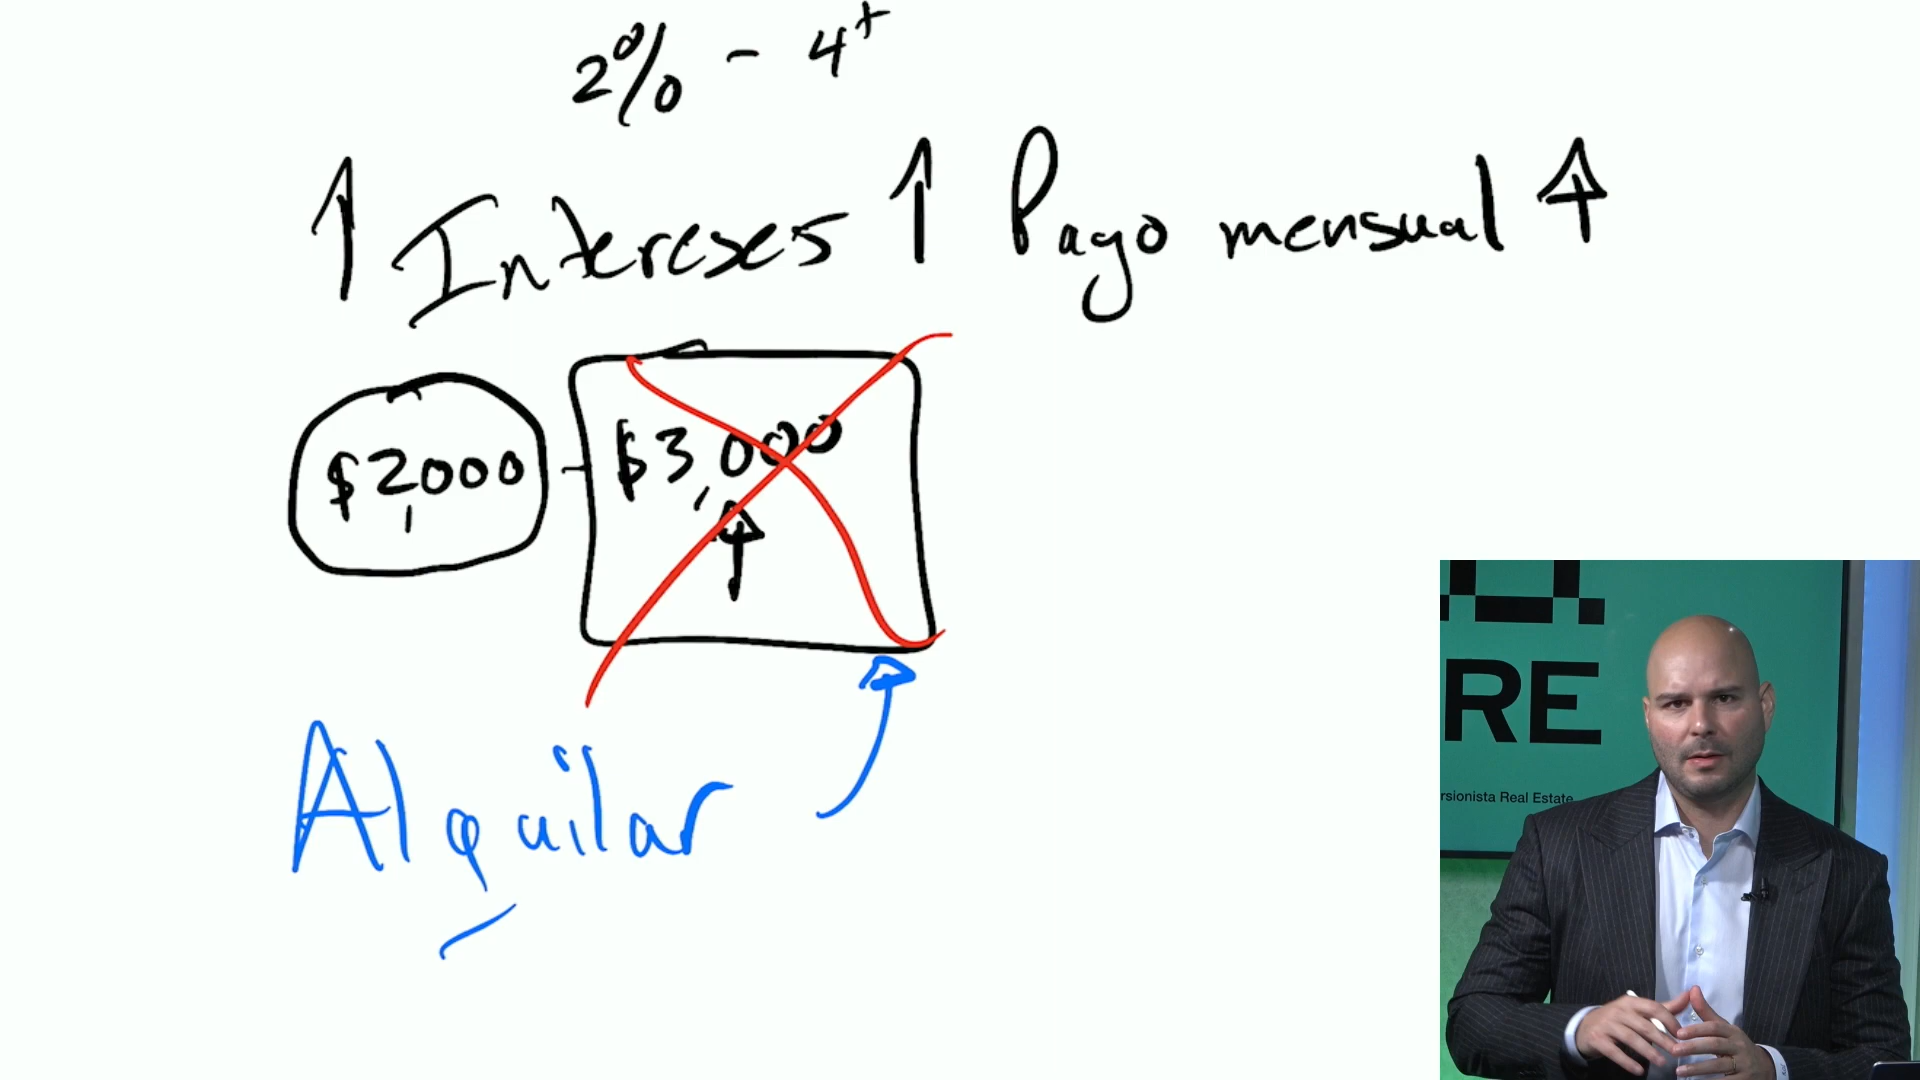 2% - 4+
↑ Intereses ↑ Pago mensual ↑
$2,000 - $3,000
↑
Alquilar
RE
rsionista Real Estate